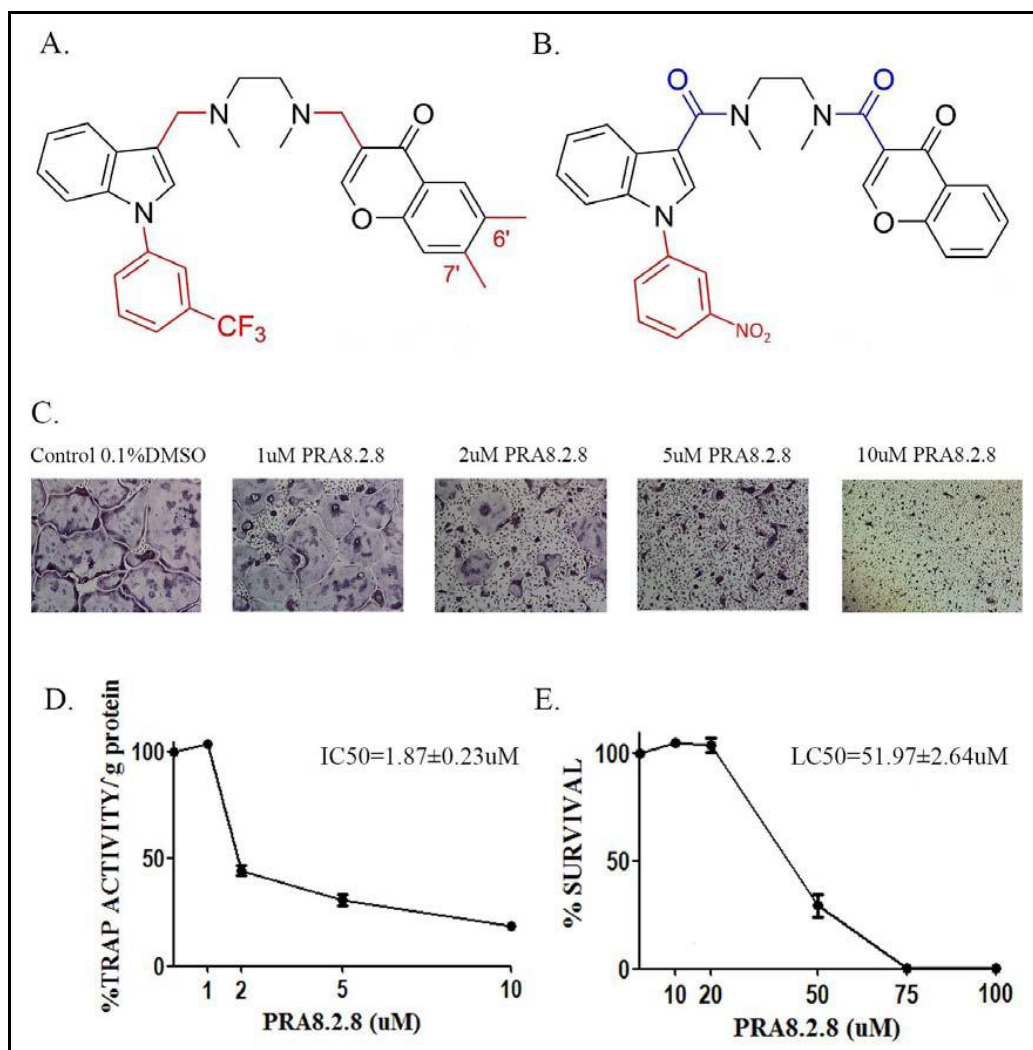 A.
B.
N
N
O
N
O
6'
7'
CF3
O
O
N
N
O
N
O
NO2
C.
Control 0.1%DMSO
1uM PRA8.2.8
2uM PRA8.2.8
5uM PRA8.2.8
10uM PRA8.2.8
D.
%TRAP ACTIVITY/ g protein
100
50
0
IC50=1.87±0.23uM
1 2 5 10
PRA8.2.8 (uM)
E.
% SURVIVAL
100
50
0
LC50=51.97±2.64uM
10 20 50 75 100
PRA8.2.8 (uM)